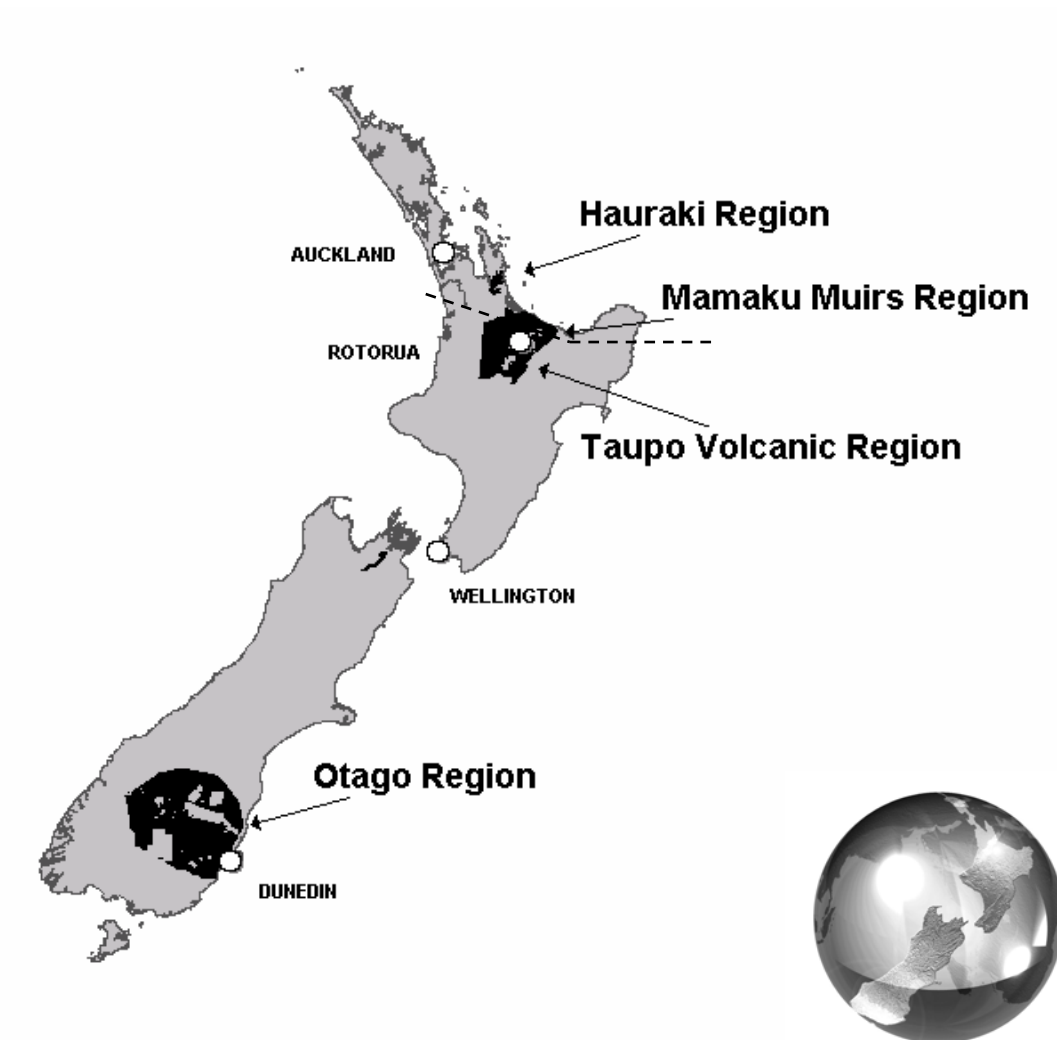 Hauraki Region
AUCKLAND
Mamaku Muirs Region
ROTORUA
Taupo Volcanic Region
WELLINGTON
Otago Region
DUNEDIN